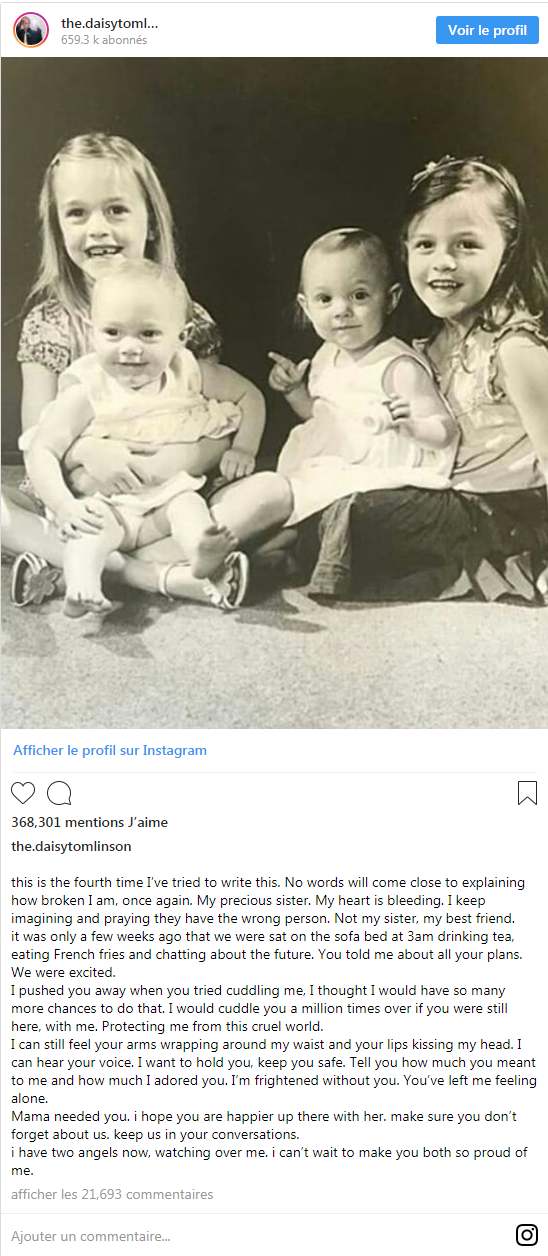 the.daisytoml...
659.3 k abonnés
Voir le profil
Afficher le profil sur Instagram
368,301 mentions J’aime
the.daisytomlinson
this is the fourth time I’ve tried to write this. No words will come close to explaining
how broken I am, once again. My precious sister. My heart is bleeding. I keep
imagining and praying they have the wrong person. Not my sister, my best friend.
it was only a few weeks ago that we were sat on the sofa bed at 3am drinking tea,
eating French fries and chatting about the future. You told me about all your plans.
We were excited.
I pushed you away when you tried cuddling me, I thought I would have so many
more chances to do that. I would cuddle you a million times over if you were still
here, with me. Protecting me from this cruel world.
I can still feel your arms wrapping around my waist and your lips kissing my head. I
can hear your voice. I want to hold you, keep you safe. Tell you how much you meant
to me and how much I adored you. I’m frightened without you. You’ve left me feeling
alone.
Mama needed you. i hope you are happier up there with her. make sure you don’t
forget about us. keep us in your conversations.
i have two angels now, watching over me. i can’t wait to make you both so proud of
me.
afficher les 21,693 commentaires
Ajouter un commentaire...